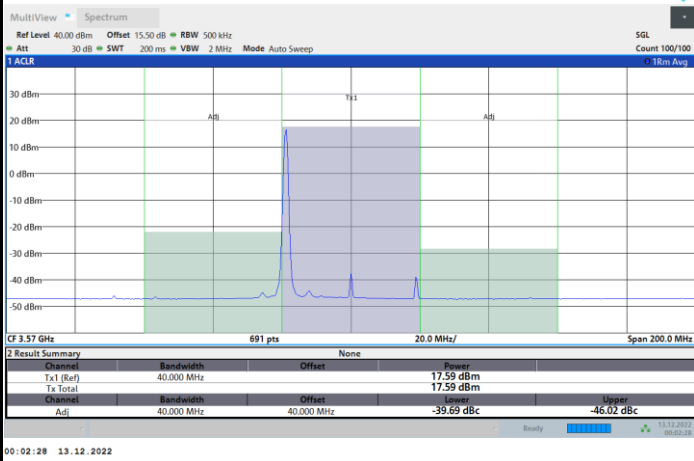 MultiView Spectrum
Ref Level 40.00 dBm Offset 15.50 dB RBW 500 kHz SGL
Att 30 dB SWT 200 ms VBW 2 MHz Mode Auto Sweep Count 100/100
1 ACLR 1Rm Avg
30 dBm
Tx1
20 dBm
Adj Adj
10 dBm
0 dBm
-10 dBm
-20 dBm
-30 dBm
-40 dBm
-50 dBm
CF 3.57 GHz 691 pts 20.0 MHz/ Span 200.0 MHz
2 Result Summary None
Channel Bandwidth Offset Power
Tx1 (Ref) 40.000 MHz 17.59 dBm
Tx Total 17.59 dBm
Channel Bandwidth Offset Lower Upper
Adj 40.000 MHz 40.000 MHz -39.69 dBc -46.02 dBc
Ready 13.12.2022
00:02:28
00:02:28 13.12.2022